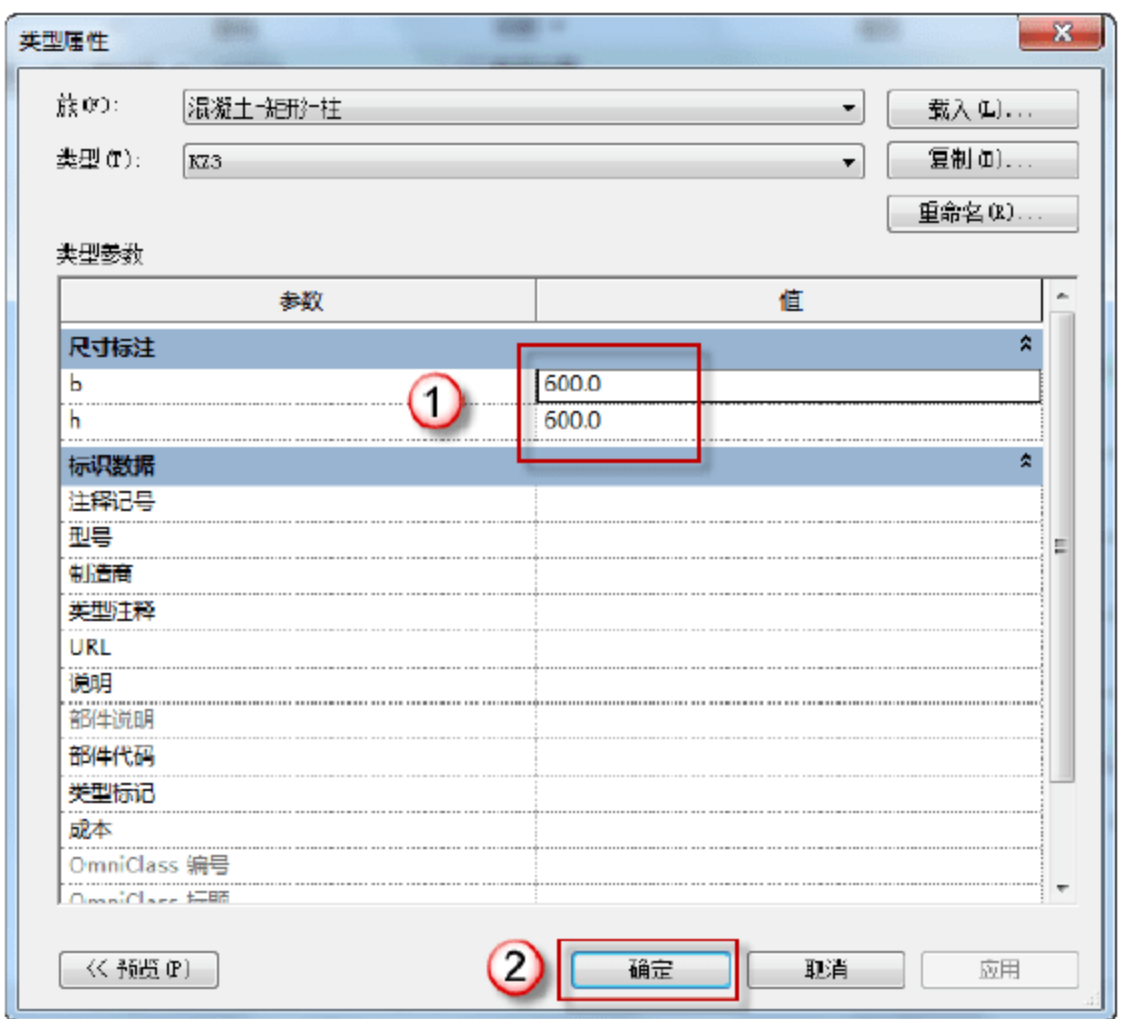 类型属性
族(F): 混凝土-矩形-柱 载入(L)...
类型(T): KZ3 复制(D)...
重命名(R)...
类型参数
参数 值
尺寸标注
b 600.0
h 600.0
①
标识数据
注释记号
型号
制造商
类型注释
URL
说明
部件说明
部件代码
类型标记
成本
OmniClass 编号
OmniClass 标题
<< 预览(P) ② 确定 取消 应用